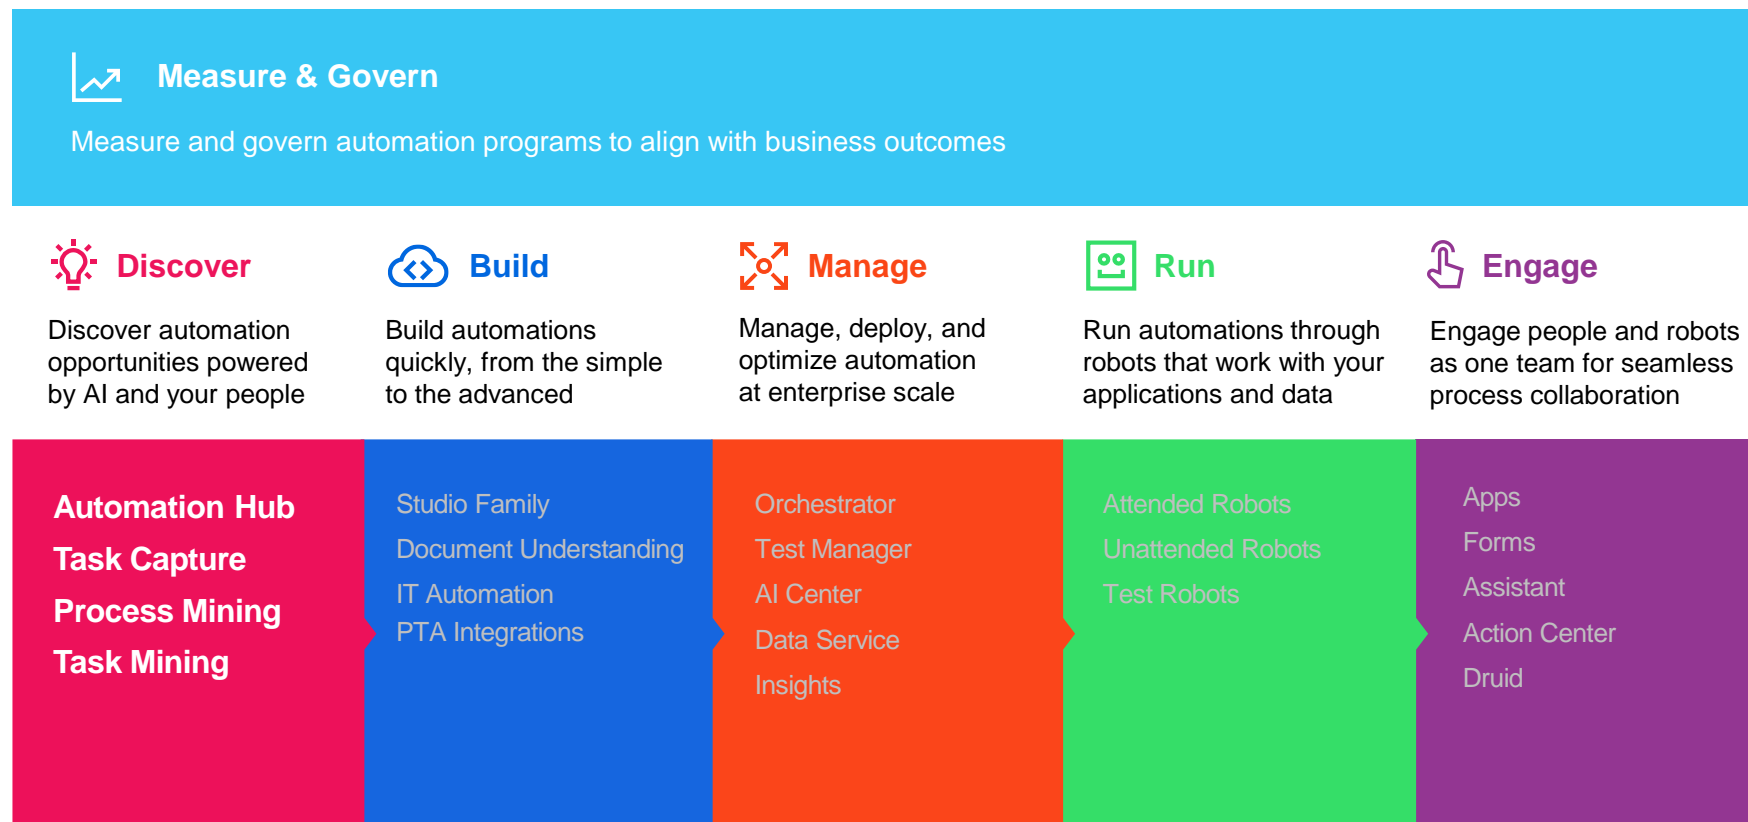 Measure & Govern
Measure and govern automation programs to align with business outcomes
Discover
Discover automation
opportunities powered
by AI and your people
Build
Build automations
quickly, from the simple
to the advanced
Manage
Manage, deploy, and
optimize automation
at enterprise scale
Run
Run automations through
robots that work with your
applications and data
Engage
Engage people and robots
as one team for seamless
process collaboration
Automation Hub
Task Capture
Process Mining
Task Mining
Studio Family
Document Understanding
IT Automation
PTA Integrations
Orchestrator
Test Manager
AI Center
Data Service
Insights
Attended Robots
Unattended Robots
Test Robots
Apps
Forms
Assistant
Action Center
Druid